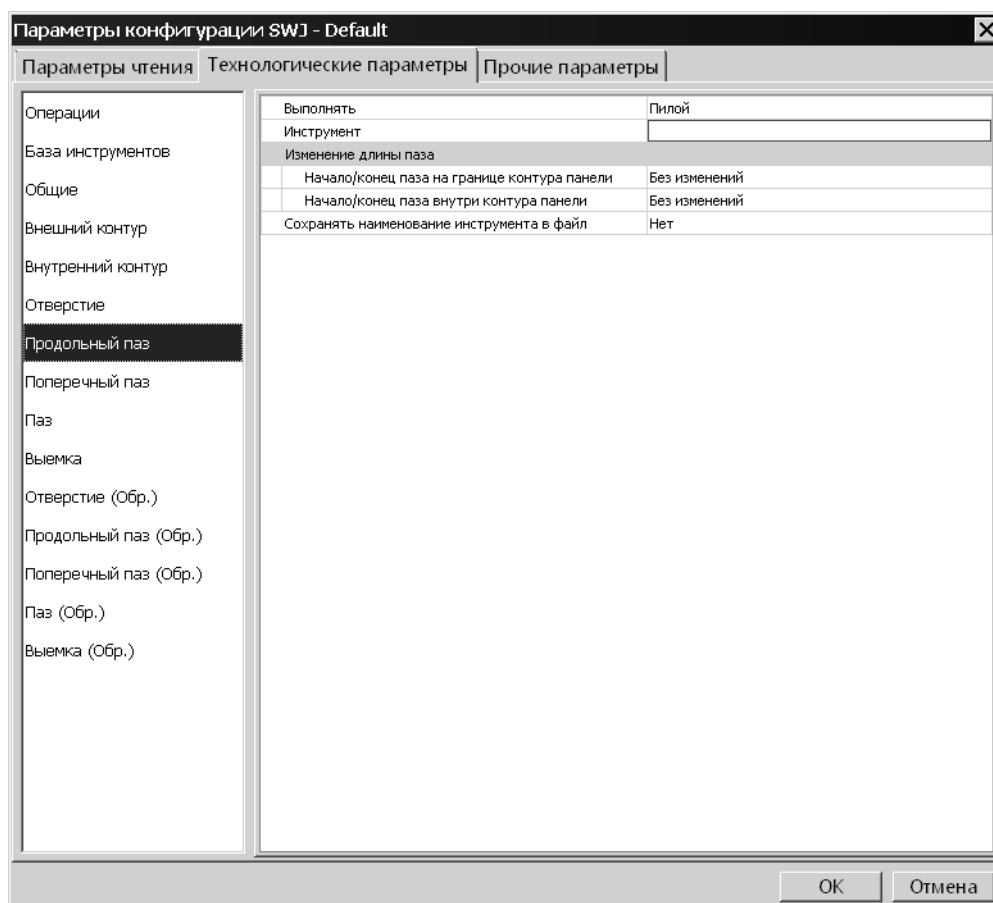 Параметры конфигурации SWJ - Default
Параметры чтения Технологические параметры Прочие параметры
Операции
База инструментов
Общие
Внешний контур
Внутренний контур
Отверстие
Продольный паз
Поперечный паз
Паз
Выемка
Отверстие (Обр.)
Продольный паз (Обр.)
Поперечный паз (Обр.)
Паз (Обр.)
Выемка (Обр.)
Выполнять Пилой
Инструмент
Изменение длины паза
Начало/конец паза на границе контура панели Без изменений
Начало/конец паза внутри контура панели Без изменений
Сохранять наименование инструмента в файл Нет
OK Отмена